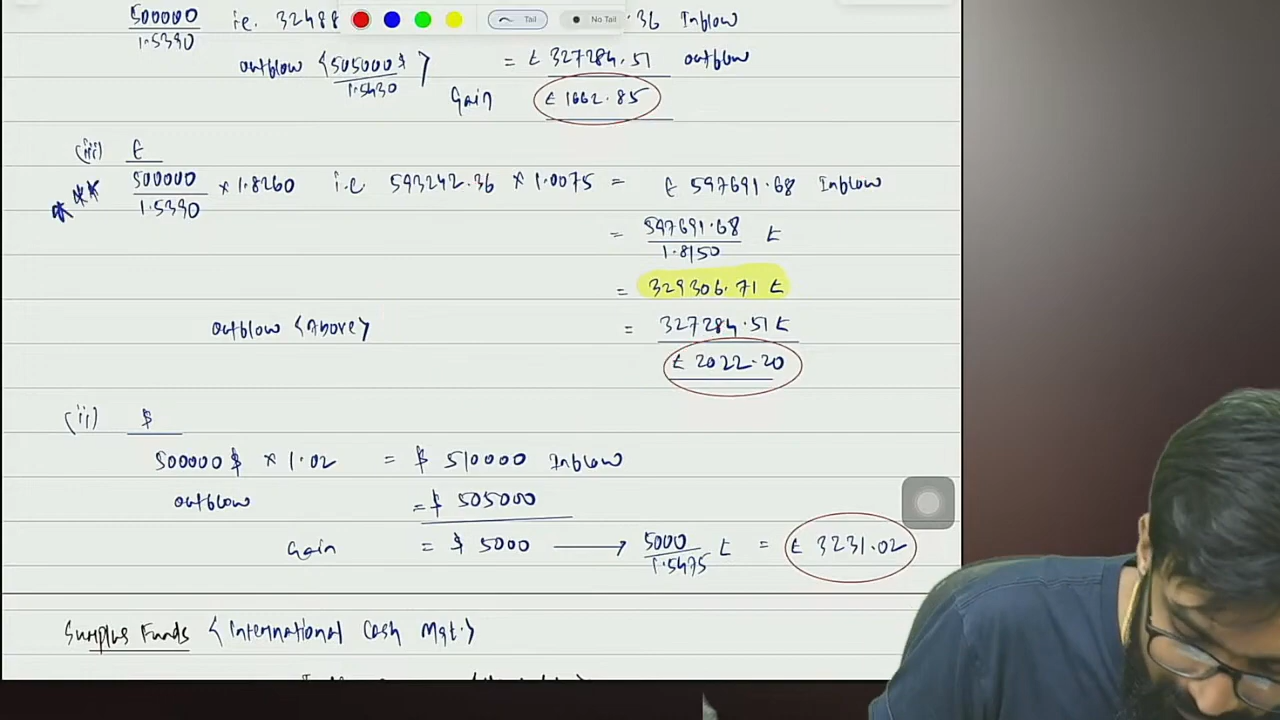 500000 i.e. 32488 .36 Inflow
1.5390
Tail No Tail
outflow {505000 $} = £ 327284.51 outflow
1.5430
Gain £ 1662.85
(iii) €
*** 500000 × 1.8260 i.e. 593242.36 × 1.0075 = € 597691.68 Inflow
1.5390
= 597691.68 £
1.8150
= 329306.71 £
outflow {Above} = 327284.51 £
£ 2022.20
(ii) $
500000 $ × 1.02 = $ 510000 Inflow
outflow = $ 505000
Gain = $ 5000 → 5000 £ = £ 3231.02
1.5475
Surplus Funds {International Cash Mgt.}